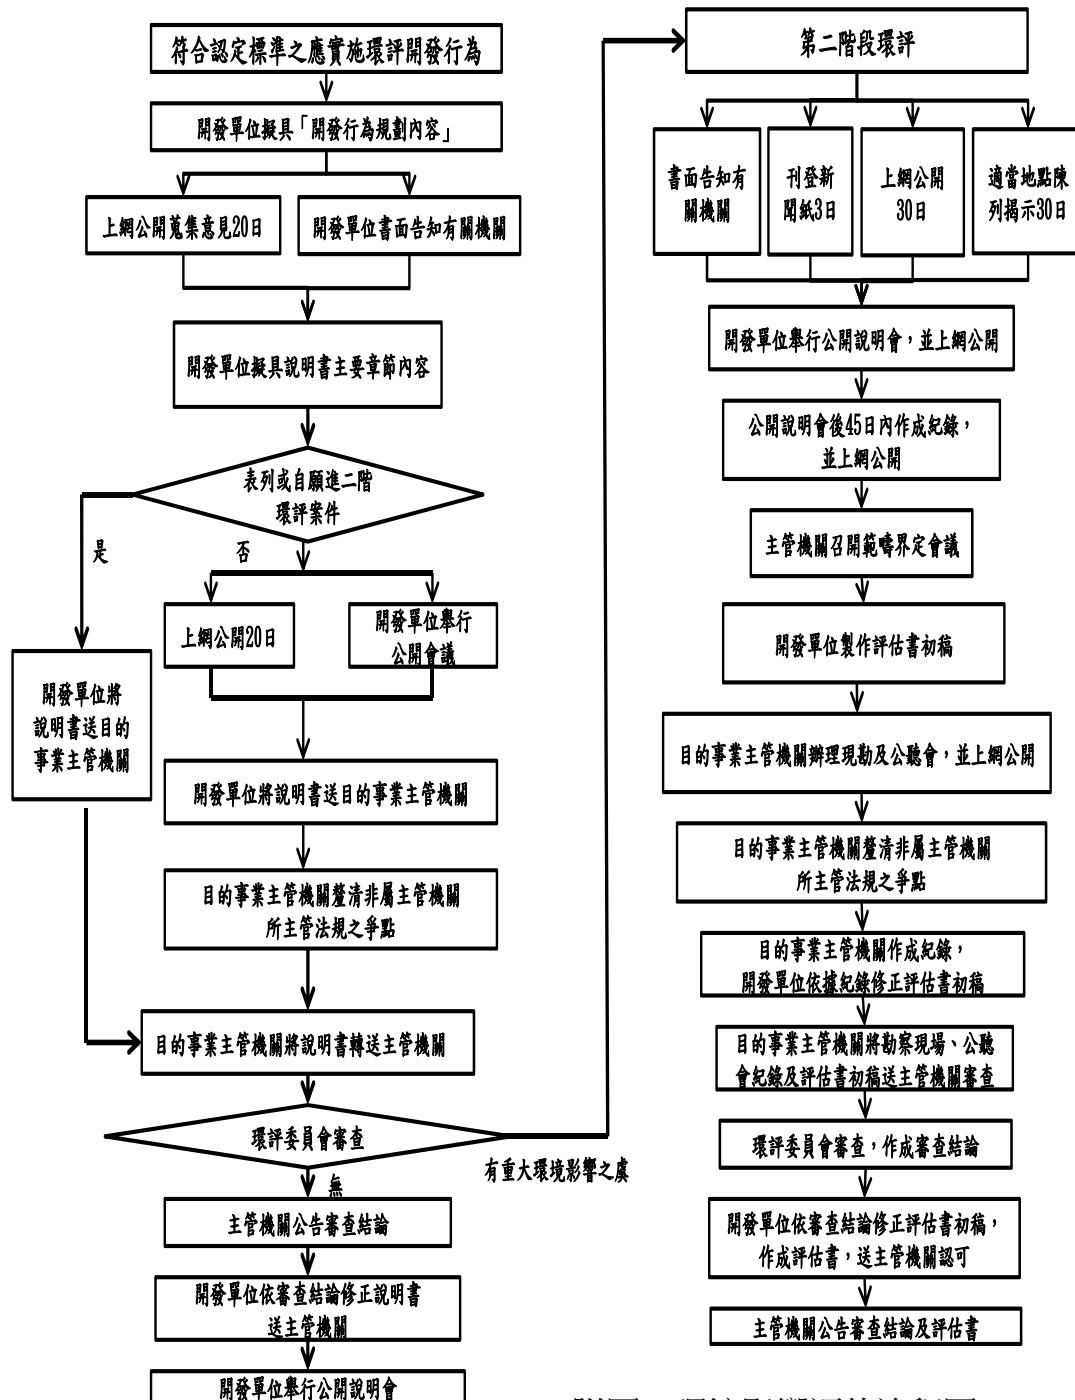 符合認定標準之應實施環評開發行為
開發單位擬具「開發行為規劃內容」
上網公開蒐集意見20日
開發單位書面告知有關機關
開發單位擬具說明書主要章節內容
表列或自願進二階
環評案件
是
否
上網公開20日
開發單位舉行
公開會議
開發單位將
說明書送目的
事業主管機關
開發單位將說明書送目的事業主管機關
目的事業主管機關釐清非屬主管機關
所主管法規之爭點
目的事業主管機關將說明書轉送主管機關
環評委員會審查
有重大環境影響之虞
無
主管機關公告審查結論
開發單位依審查結論修正說明書
送主管機關
開發單位舉行公開說明會
第二階段環評
書面告知有
關機關
刊登新
聞紙3日
上網公開
30日
適當地點陳
列揭示30日
開發單位舉行公開說明會，並上網公開
公開說明會後45日內作成紀錄，
並上網公開
主管機關召開範疇界定會議
開發單位製作評估書初稿
目的事業主管機關辦理現勘及公聽會，並上網公開
目的事業主管機關釐清非屬主管機關
所主管法規之爭點
目的事業主管機關作成紀錄，
開發單位依據紀錄修正評估書初稿
目的事業主管機關將勘察現場、公聽
會紀錄及評估書初稿送主管機關審查
環評委員會審查，作成審查結論
開發單位依審查結論修正評估書初稿，
作成評估書，送主管機關認可
主管機關公告審查結論及評估書